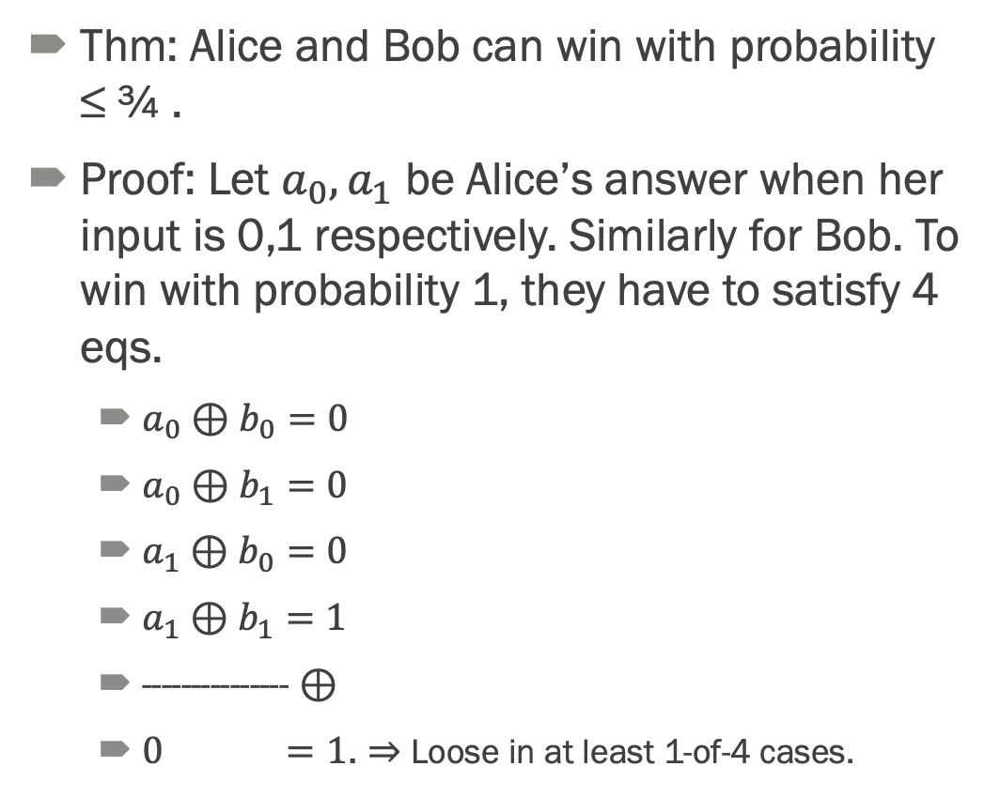 Thm: Alice and Bob can win with probability
≤ ¾ .
Proof: Let 𝑎₀, 𝑎₁ be Alice’s answer when her
input is 0,1 respectively. Similarly for Bob. To
win with probability 1, they have to satisfy 4
eqs.
𝑎₀ ⊕ 𝑏₀ = 0
𝑎₀ ⊕ 𝑏₁ = 0
𝑎₁ ⊕ 𝑏₀ = 0
𝑎₁ ⊕ 𝑏₁ = 1
--------------- ⊕
0 = 1. ⇒ Loose in at least 1-of-4 cases.